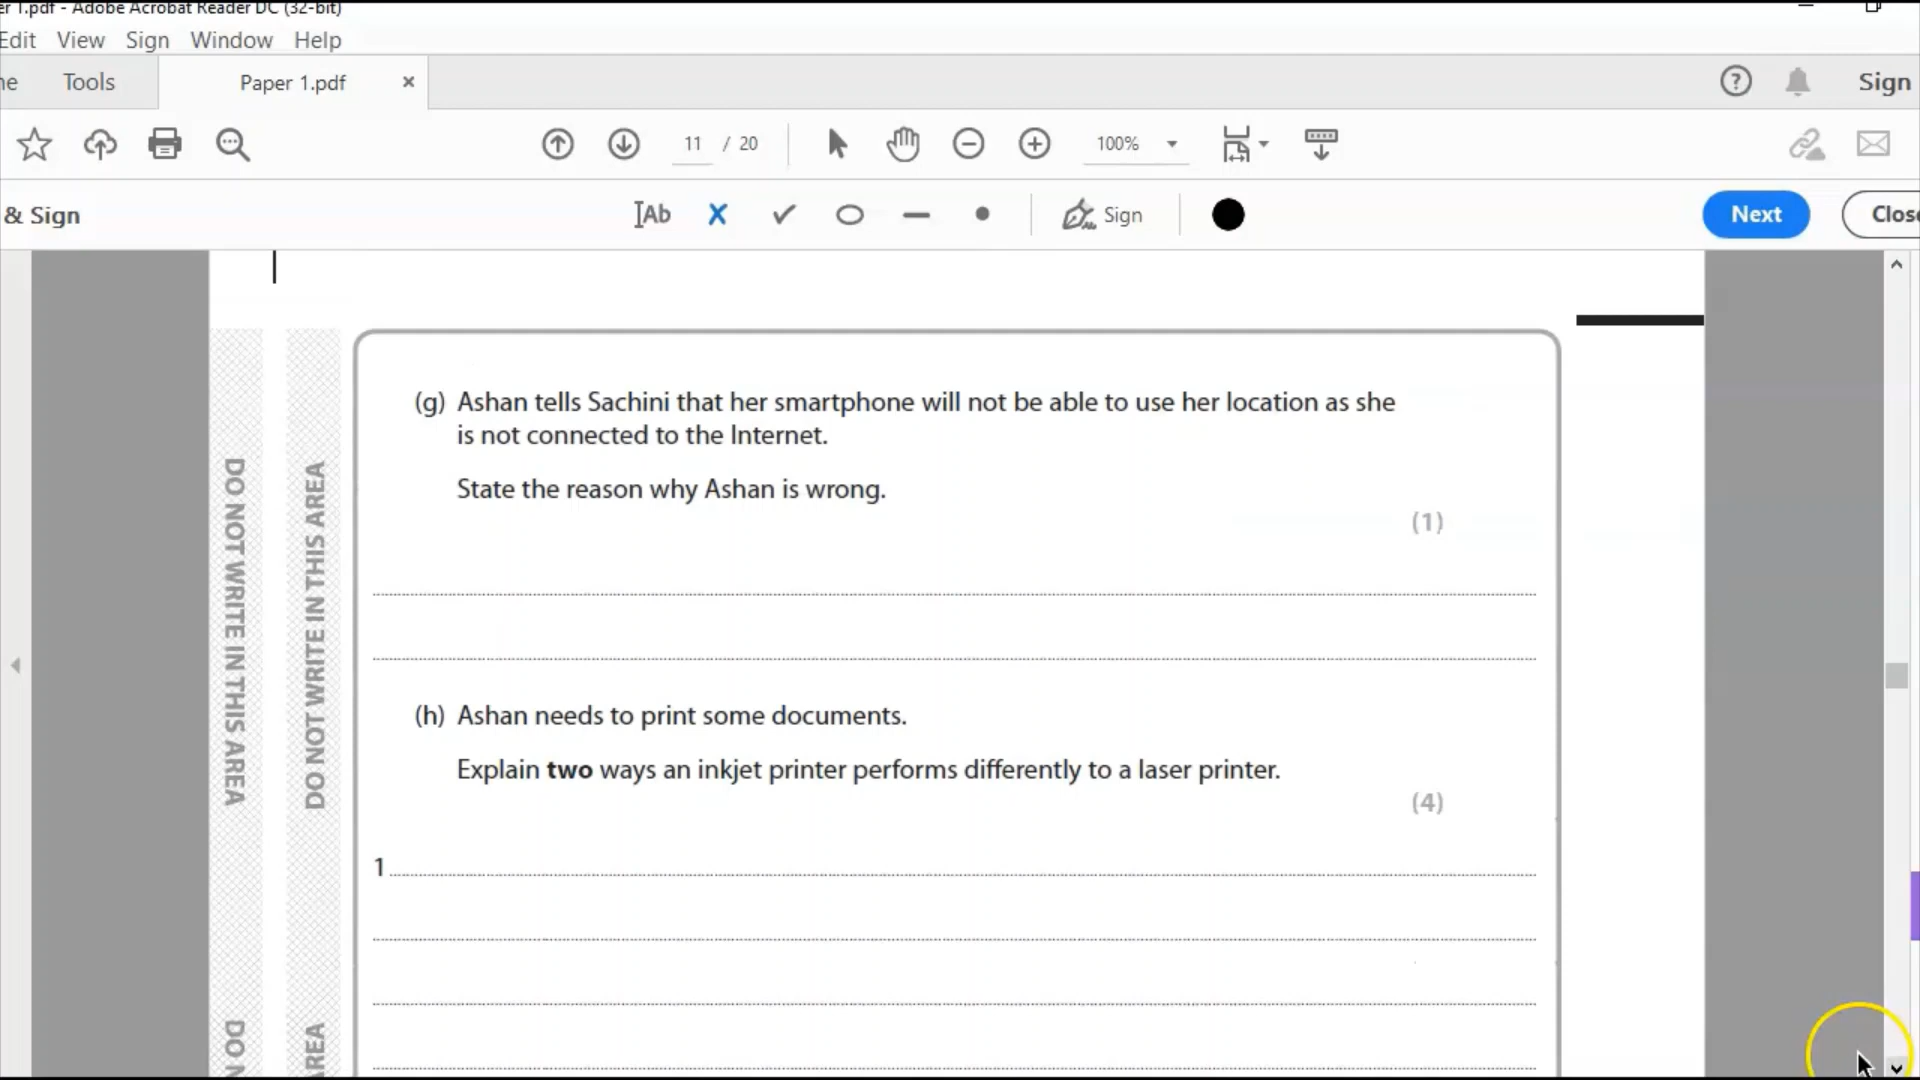 er 1.pdf - Adobe Acrobat Reader DC (32-bit)
Edit View Sign Window Help
ne Tools Paper 1.pdf × Sign
11 / 20 100%
& Sign Ab Sign Next Close
(g) Ashan tells Sachini that her smartphone will not be able to use her location as she
is not connected to the Internet.
State the reason why Ashan is wrong.
(1)
(h) Ashan needs to print some documents.
Explain two ways an inkjet printer performs differently to a laser printer.
(4)
1
DO NOT WRITE IN THIS AREA
DO NOT WRITE IN THIS AREA
DO N
AREA